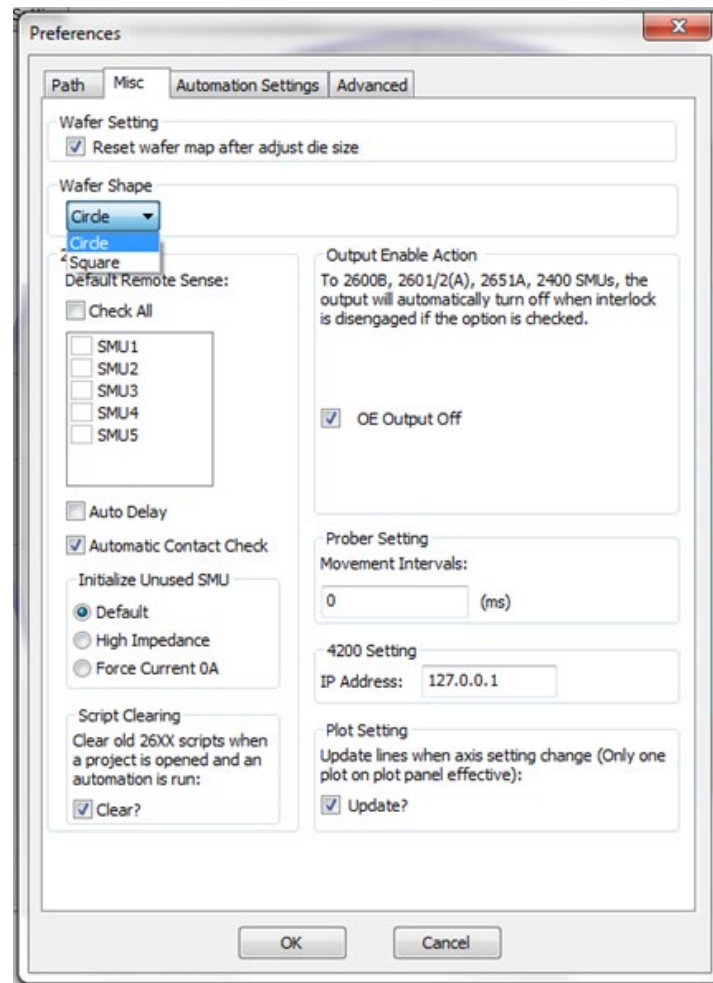 Preferences
Path Misc Automation Settings Advanced
Wafer Setting
Reset wafer map after adjust die size
Wafer Shape
Circle
Circle
Square
2
Default Remote Sense:
Check All
SMU1
SMU2
SMU3
SMU4
SMU5
Auto Delay
Automatic Contact Check
Initialize Unused SMU
Default
High Impedance
Force Current 0A
Script Clearing
Clear old 26XX scripts when
a project is opened and an
automation is run:
Clear?
Output Enable Action
To 2600B, 2601/2(A), 2651A, 2400 SMUs, the
output will automatically turn off when interlock
is disengaged if the option is checked.
OE Output Off
Prober Setting
Movement Intervals:
0 (ms)
4200 Setting
IP Address: 127.0.0.1
Plot Setting
Update lines when axis setting change (Only one
plot on plot panel effective):
Update?
OK Cancel